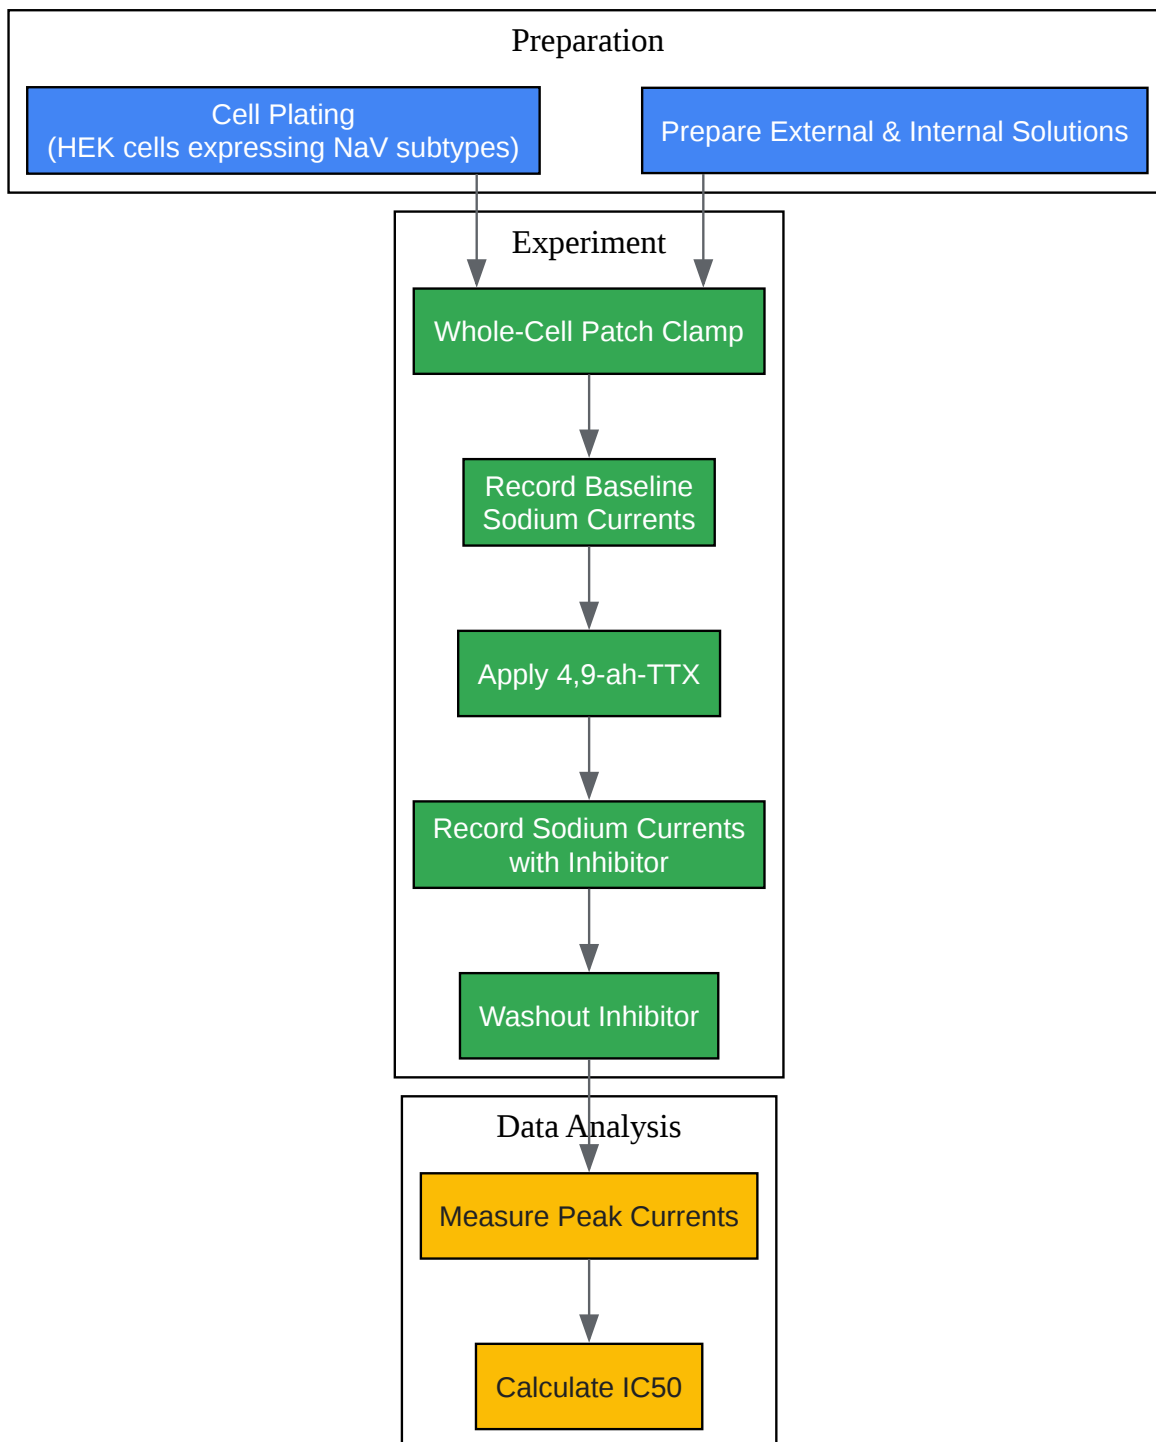 Preparation
Cell Plating
(HEK cells expressing NaV subtypes)
Prepare External & Internal Solutions
Experiment
Whole-Cell Patch Clamp
Record Baseline
Sodium Currents
Apply 4,9-ah-TTX
Record Sodium Currents
with Inhibitor
Washout Inhibitor
Data Analysis
Measure Peak Currents
Calculate IC50